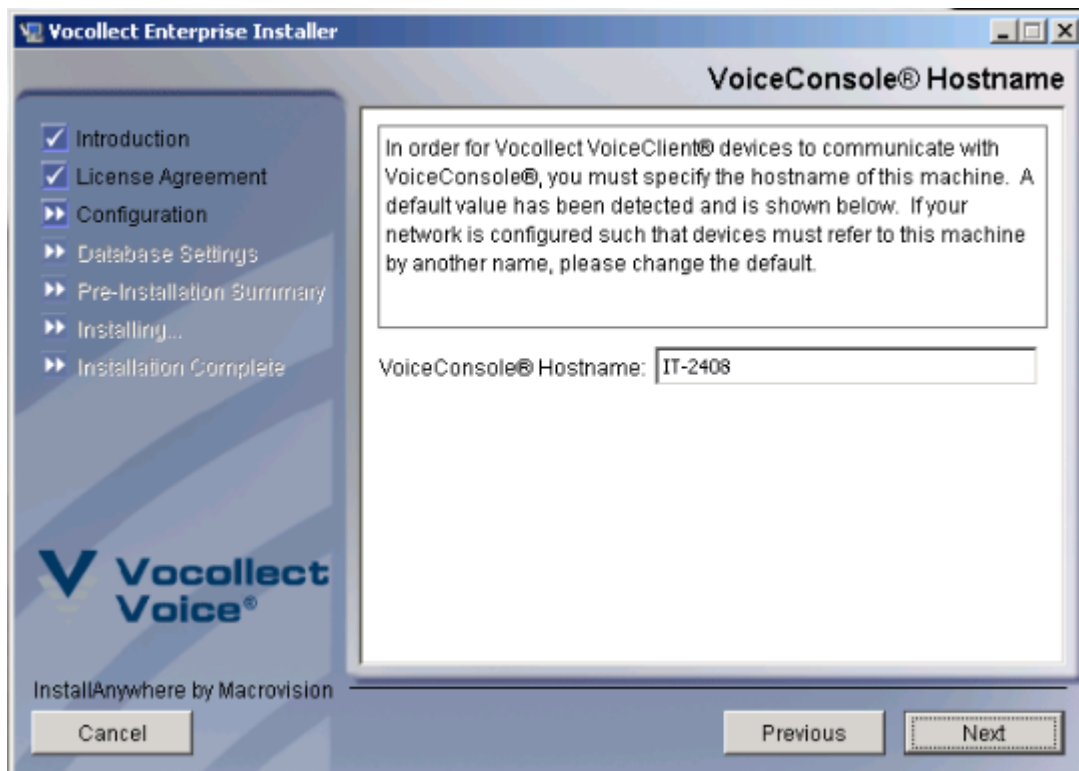 Vocollect Enterprise Installer
VoiceConsole® Hostname
Introduction
License Agreement
Configuration
Database Settings
Pre-Installation Summary
Installing...
Installation Complete
In order for Vocollect VoiceClient® devices to communicate with
VoiceConsole®, you must specify the hostname of this machine. A
default value has been detected and is shown below. If your
network is configured such that devices must refer to this machine
by another name, please change the default.
VoiceConsole® Hostname: IT-2408
Vocollect
Voice®
InstallAnywhere by Macrovision
Cancel
Previous
Next